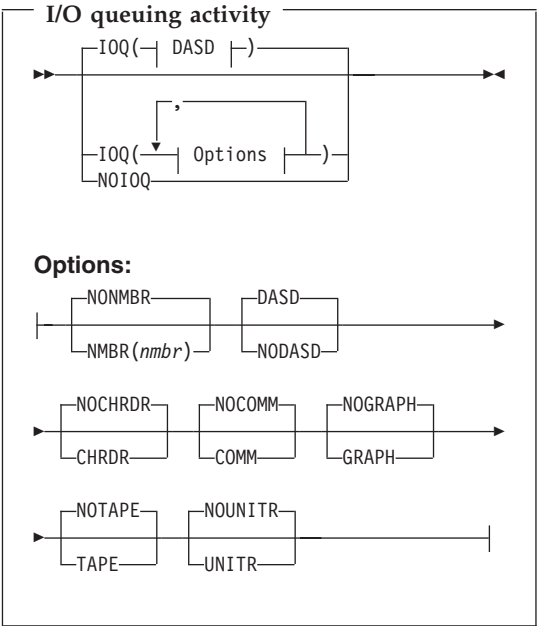 I/O queuing activity
IOQ( DASD )
,
IOQ( Options )
NOIOQ
Options:
NONMBR DASD
NMBR(nmbr) NODASD
NOCHRDR NOCOMM NOGRAPH
CHRDR COMM GRAPH
NOTAPE NOUNITR
TAPE UNITR